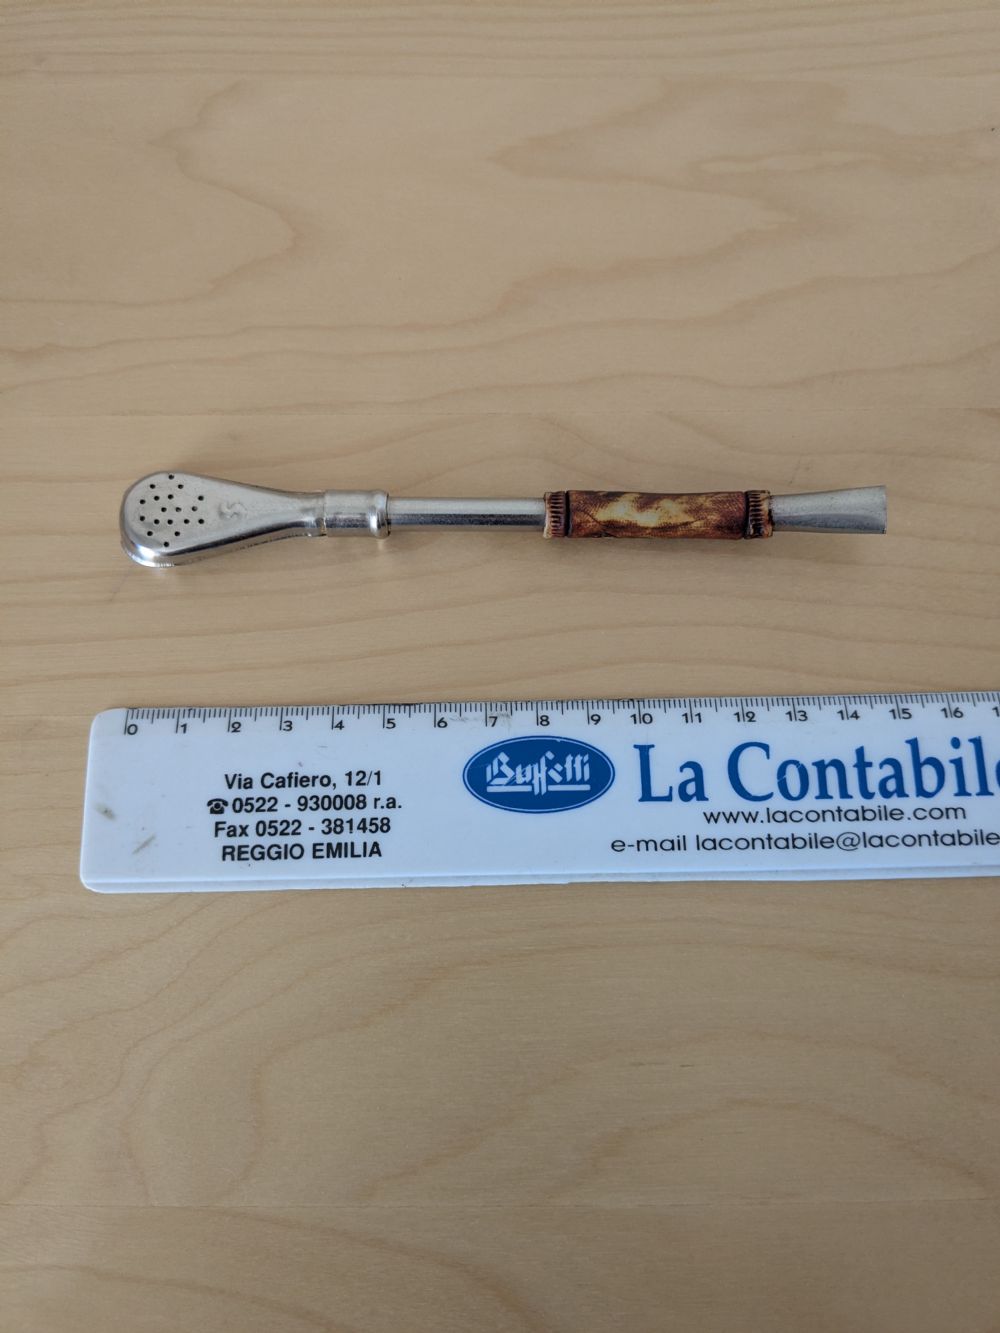 S
0 1 2 3 4 5 6 7 8 9 10 11 12 13 14 15 16
Via Cafiero, 12/1
☎ 0522 - 930008 r.a.
Fax 0522 - 381458
REGGIO EMILIA
Buffetti
La Contabile
www.lacontabile.com
e-mail lacontabile@lacontabile